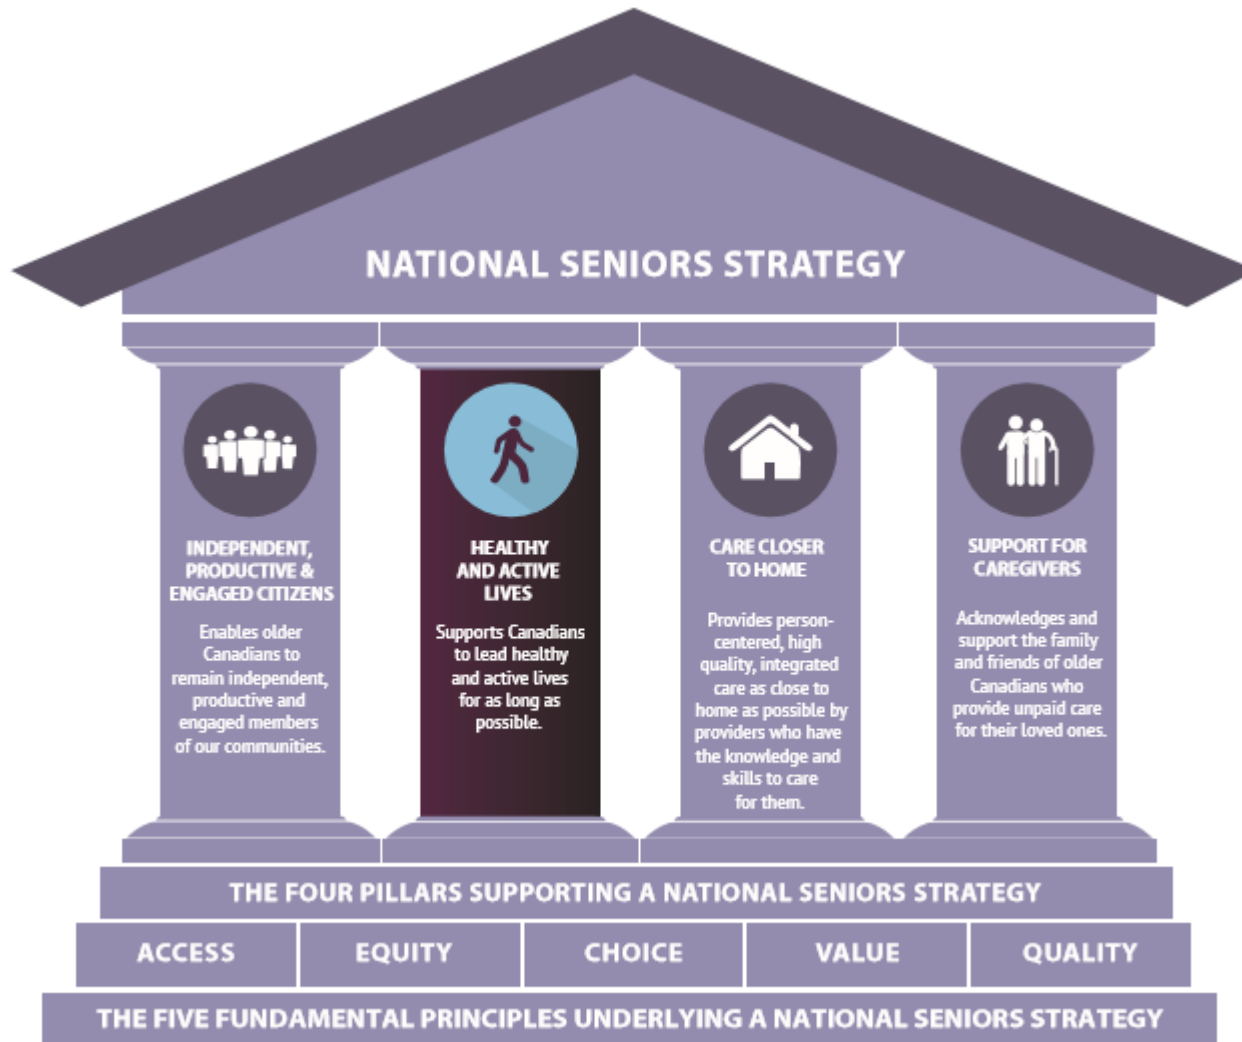 NATIONAL SENIORS STRATEGY
INDEPENDENT,
PRODUCTIVE &
ENGAGED CITIZENS
Enables older
Canadians to
remain independent,
productive and
engaged members
of our communities.
HEALTHY
AND ACTIVE
LIVES
Supports Canadians
to lead healthy
and active lives
for as long as
possible.
CARE CLOSER
TO HOME
Provides person-
centered, high
quality, integrated
care as close to
home as possible by
providers who have
the knowledge and
skills to care
for them.
SUPPORT FOR
CAREGIVERS
Acknowledges and
support the family
and friends of older
Canadians who
provide unpaid care
for their loved ones.
THE FOUR PILLARS SUPPORTING A NATIONAL SENIORS STRATEGY
ACCESS
EQUITY
CHOICE
VALUE
QUALITY
THE FIVE FUNDAMENTAL PRINCIPLES UNDERLYING A NATIONAL SENIORS STRATEGY